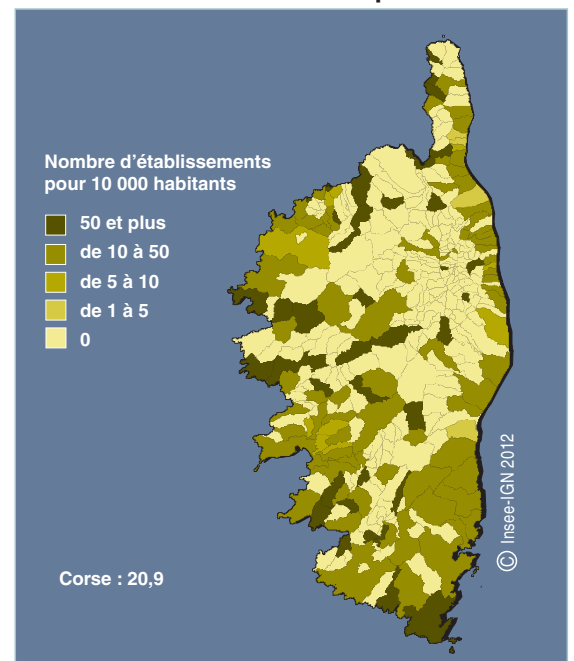 Nombre d’établissements
pour 10 000 habitants
50 et plus
de 10 à 50
de 5 à 10
de 1 à 5
0
© Insee-IGN 2012
Corse : 20,9